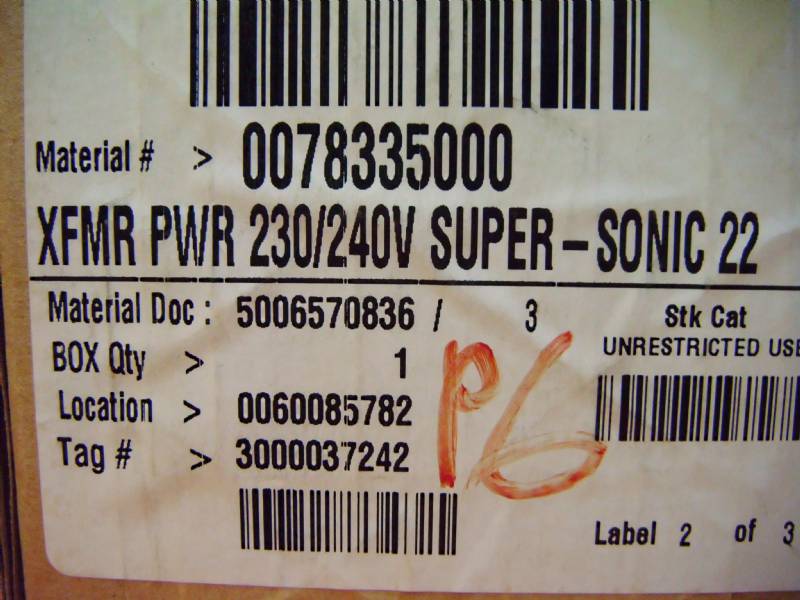 Material # > 0078335000
XFMR PWR 230/240V SUPER-SONIC 22
Material Doc : 5006570836 / 3 Stk Cat
BOX Qty > 1 UNRESTRICTED USE
Location > 0060085782
Tag # > 3000037242
P6
Label 2 of 3